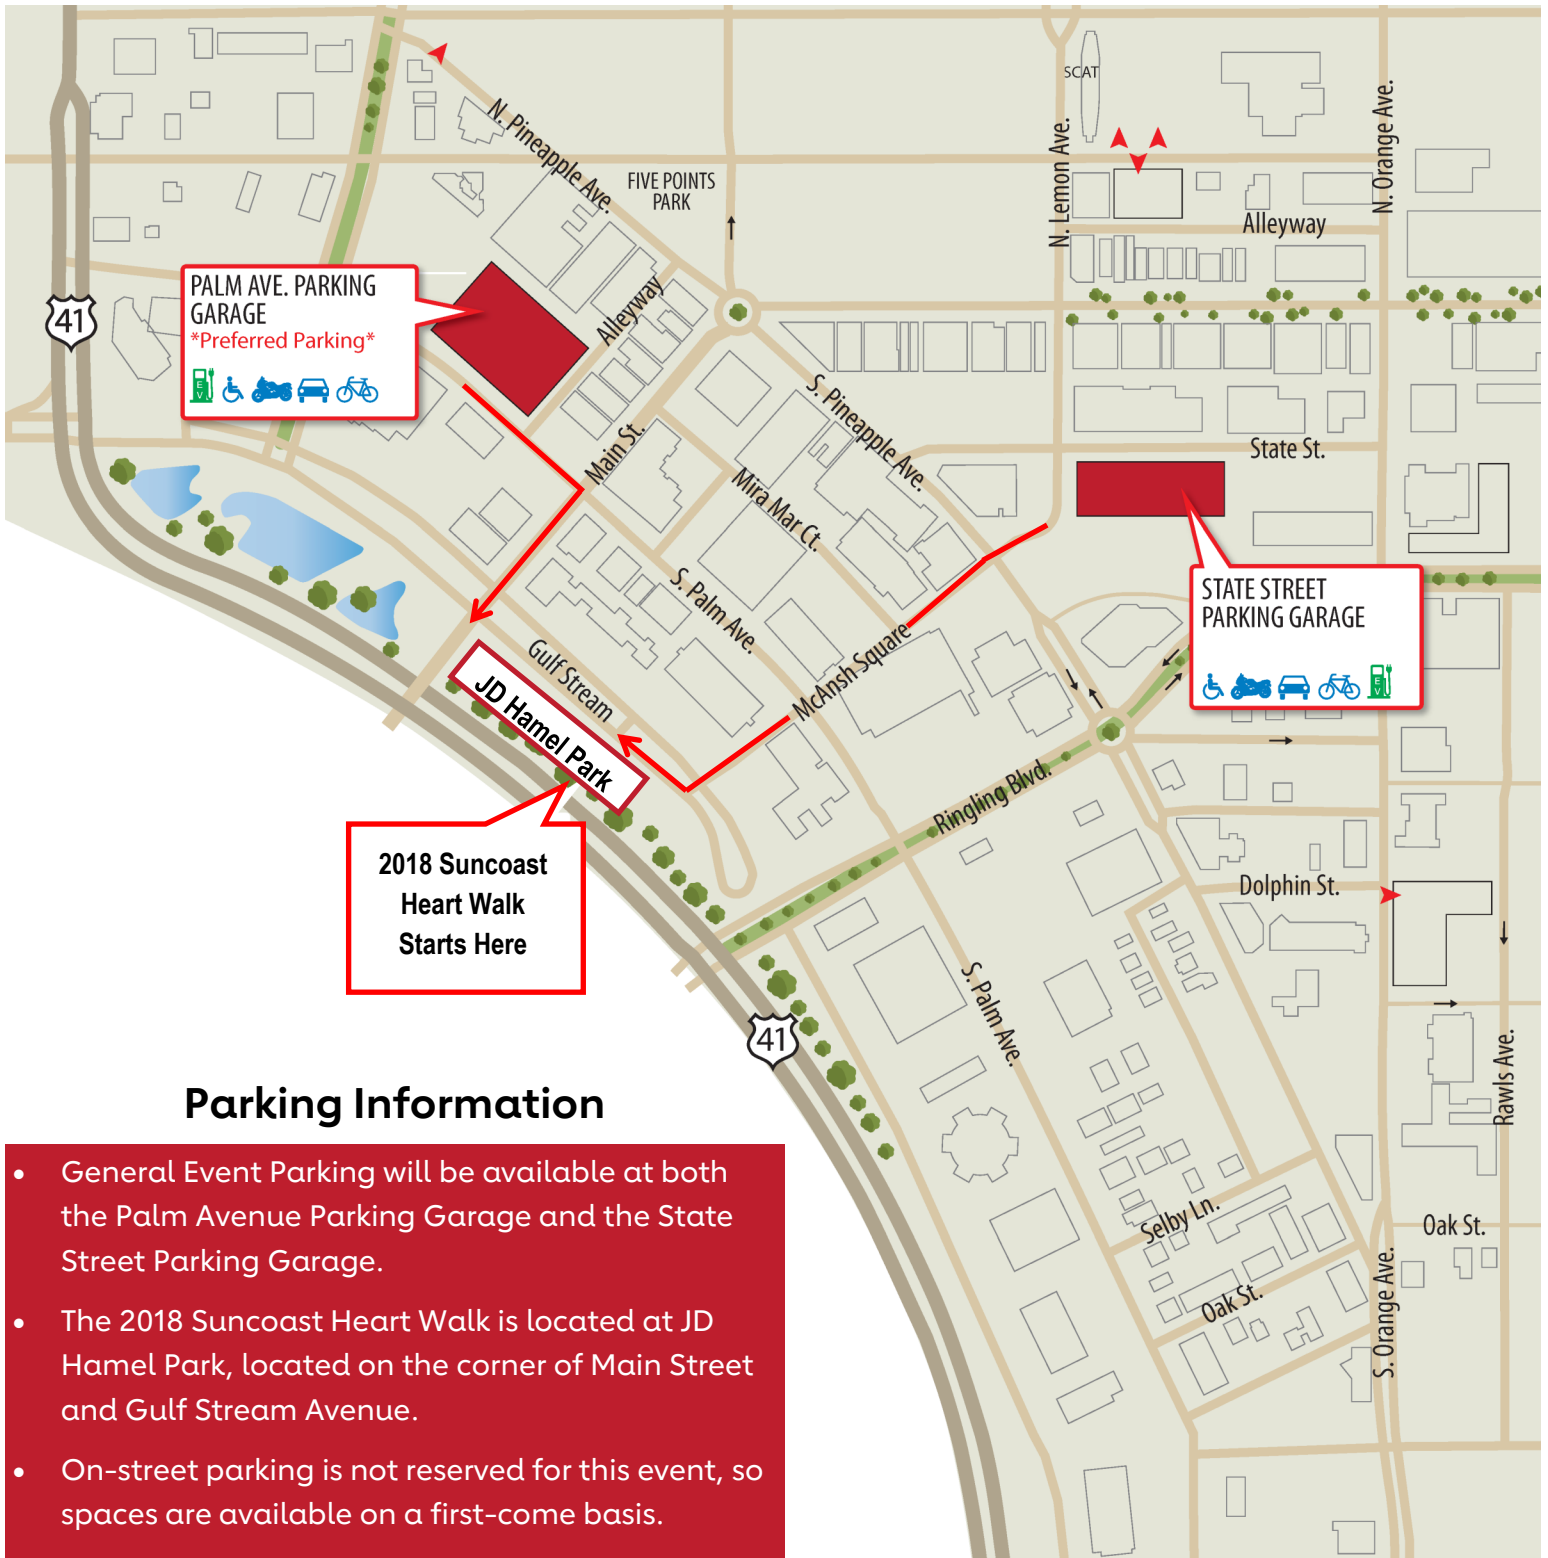 SCAT
N. Pineapple Ave.
N. Lemon Ave.
N. Orange Ave.
FIVE POINTS
PARK
Alleyway
PALM AVE. PARKING
GARAGE
*Preferred Parking*
EV
41
Alleyway
S. Pineapple Ave.
Main St.
State St.
Mira Mar Ct.
S. Palm Ave.
STATE STREET
PARKING GARAGE
EV
McAnsh Square
Gulf Stream
JD Hamel Park
Ringling Blvd.
2018 Suncoast
Heart Walk
Starts Here
Dolphin St.
S. Palm Ave.
41
Rawls Ave.
Selby Ln.
Oak St.
Oak St.
S. Orange Ave.
Parking Information
• General Event Parking will be available at both
the Palm Avenue Parking Garage and the State
Street Parking Garage.
• The 2018 Suncoast Heart Walk is located at JD
Hamel Park, located on the corner of Main Street
and Gulf Stream Avenue.
• On-street parking is not reserved for this event, so
spaces are available on a first-come basis.